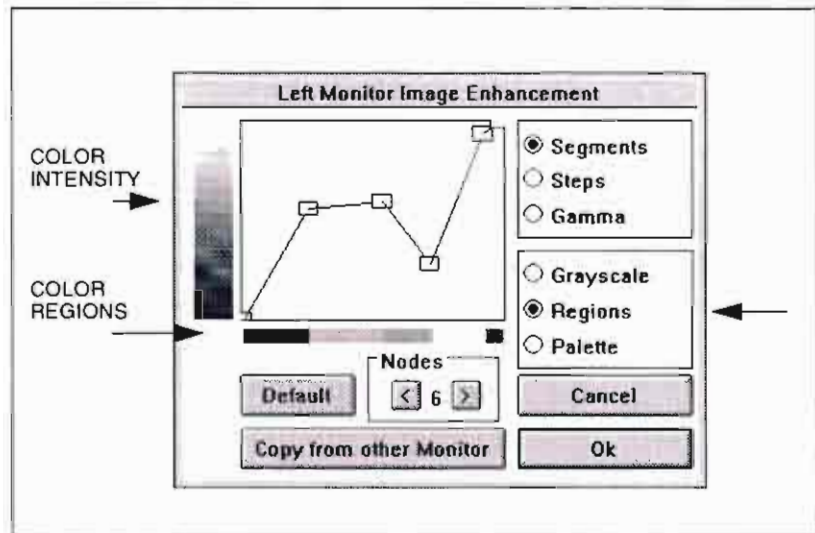 Left Monitor Image Enhancement
COLOR
INTENSITY
Segments
Steps
Gamma
COLOR
REGIONS
Grayscale
Regions
Palette
Nodes
Default
< 6 >
Cancel
Copy from other Monitor
Ok